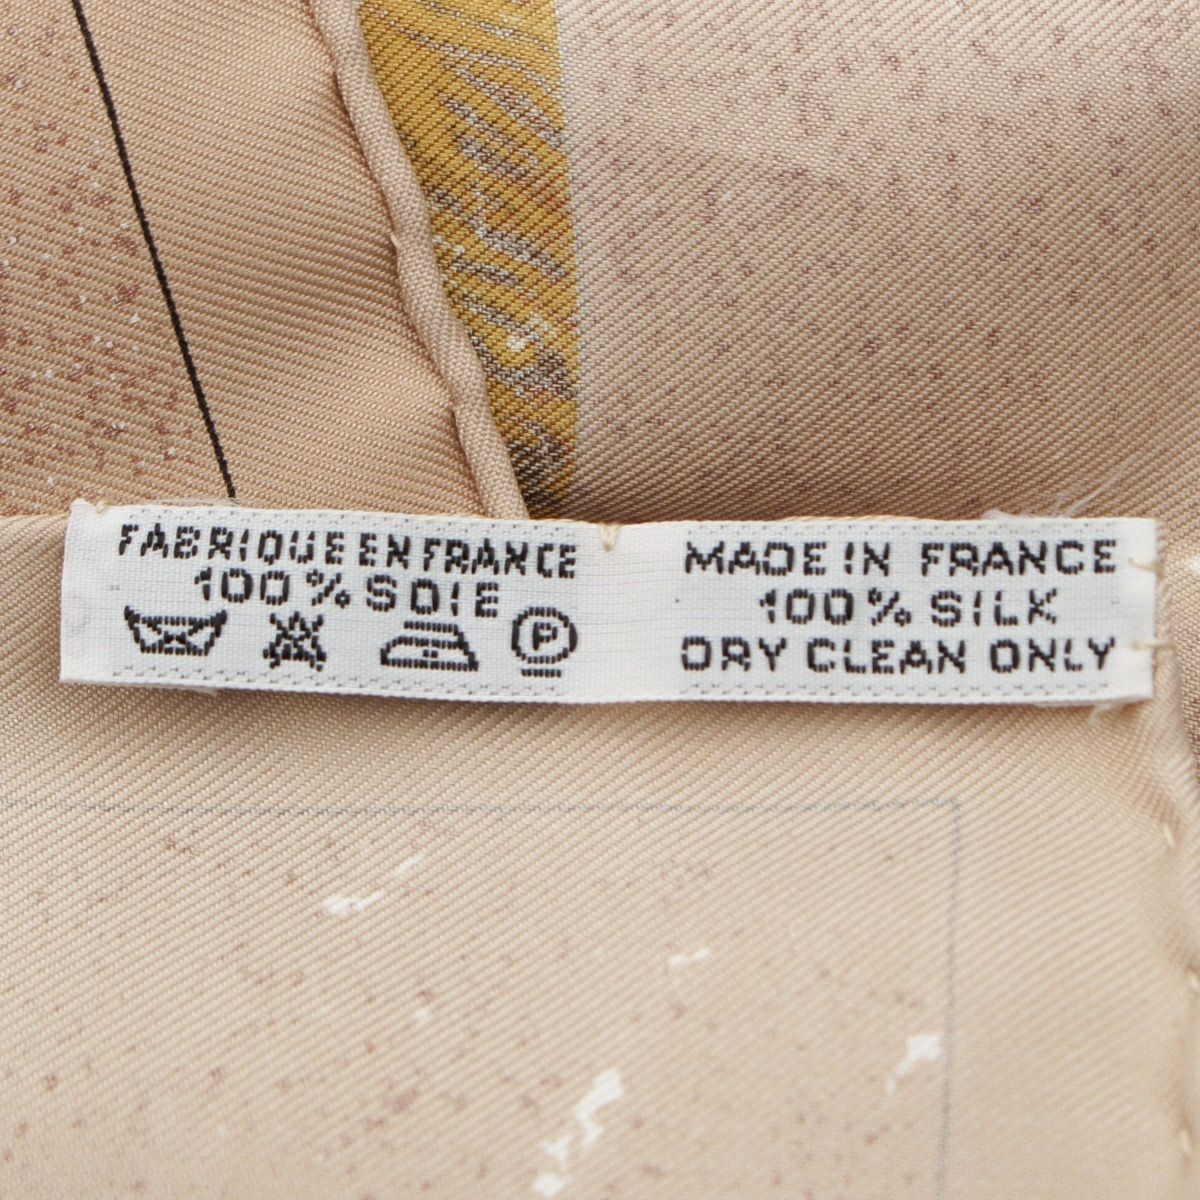 FABRIQUE EN FRANCE
100% SOIE
P
MADE IN FRANCE
100% SILK
DRY CLEAN ONLY